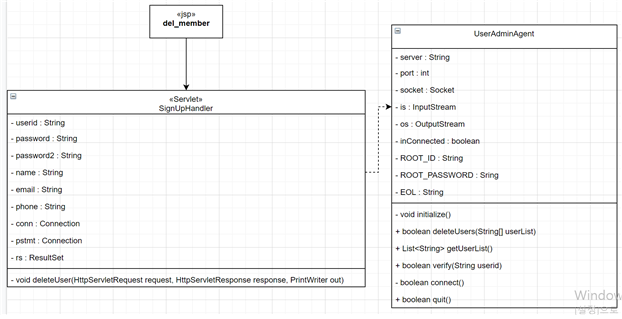 «jsp»
del_member
«Servlet»
SignUpHandler
- userid : String
- password : String
- password2 : String
- name : String
- email : String
- phone : String
- conn : Connection
- pstmt : Connection
- rs : ResultSet
- void deleteUser(HttpServletRequest request, HttpServletResponse response, PrintWriter out)
UserAdminAgent
- server : String
- port : int
- socket : Socket
- is : InputStream
- os : OutputStream
- inConnected : boolean
- ROOT_ID : String
- ROOT_PASSWORD : Sring
- EOL : String
- void initialize()
+ boolean deleteUsers(String[] userList)
+ List<String> getUserList()
+ boolean verify(String userid)
- boolean connect()
+ boolean quit()
Window